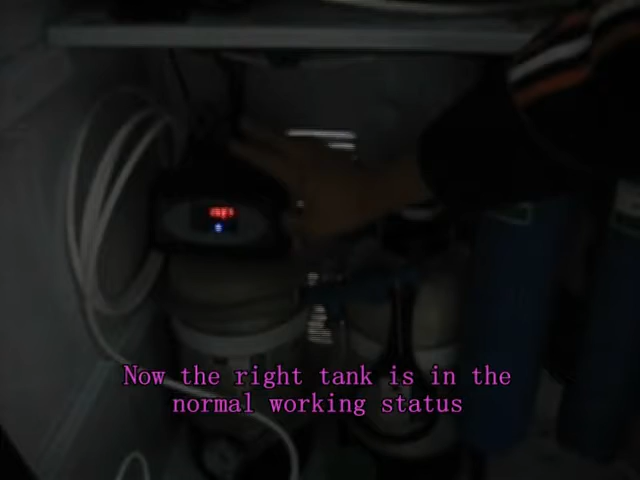 Now the right tank is in the
normal working status